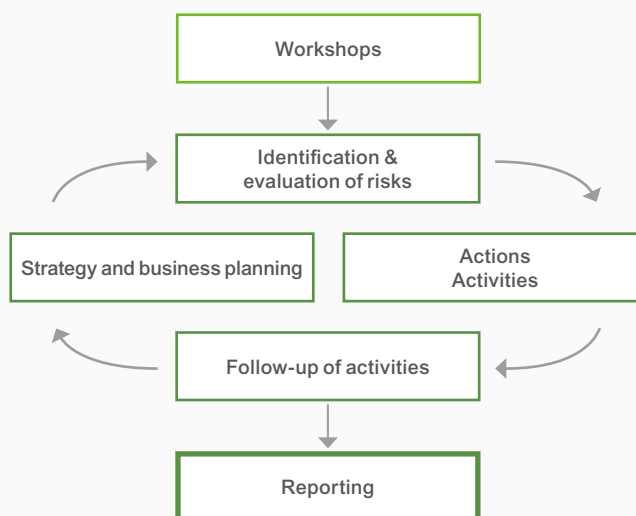 Workshops
Identification &
evaluation of risks
Strategy and business planning
Actions
Activities
Follow-up of activities
Reporting